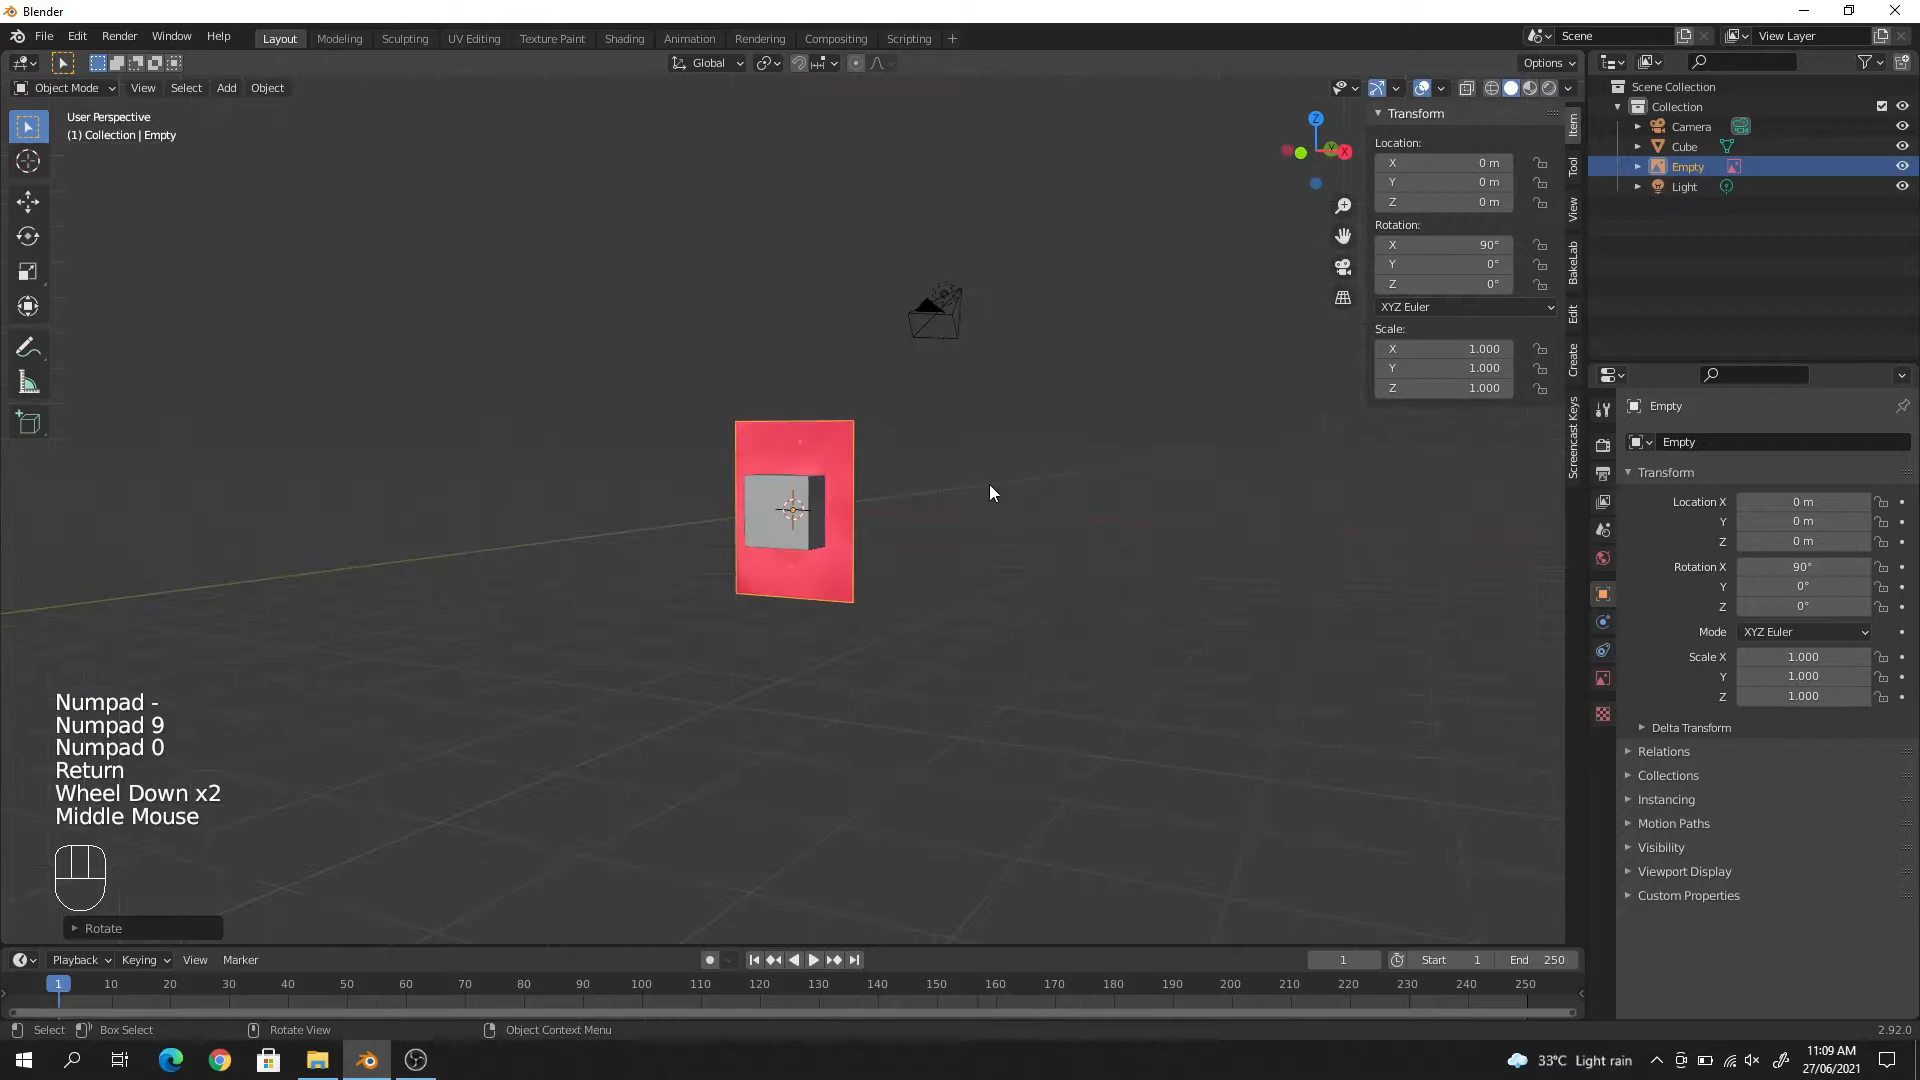 Blender
File Edit Render Window Help
Layout Modeling Sculpting UV Editing Texture Paint Shading Animation Rendering Compositing Scripting +
Scene
View Layer
Global
Options
Object Mode View Select Add Object
User Perspective
(1) Collection | Empty
Z
Y
X
Transform
Location:
X 0 m
Y 0 m
Z 0 m
Rotation:
X 90°
Y 0°
Z 0°
XYZ Euler
Scale:
X 1.000
Y 1.000
Z 1.000
Item
Tool
View
BakeLab
Edit
Create
Screencast Keys
Scene Collection
Collection
Camera
Cube
Empty
Light
Empty
Empty
Transform
Location X 0 m
Y 0 m
Z 0 m
Rotation X 90°
Y 0°
Z 0°
Mode XYZ Euler
Scale X 1.000
Y 1.000
Z 1.000
Delta Transform
Relations
Collections
Instancing
Motion Paths
Visibility
Viewport Display
Custom Properties
Numpad -
Numpad 9
Numpad 0
Return
Wheel Down x2
Middle Mouse
Rotate
Playback Keying View Marker
1 Start 1 End 250
1 10 20 30 40 50 60 70 80 90 100 110 120 130 140 150 160 170 180 190 200 210 220 230 240 250
Select Box Select Rotate View Object Context Menu
2.92.0
33°C Light rain
11:09 AM
27/06/2021